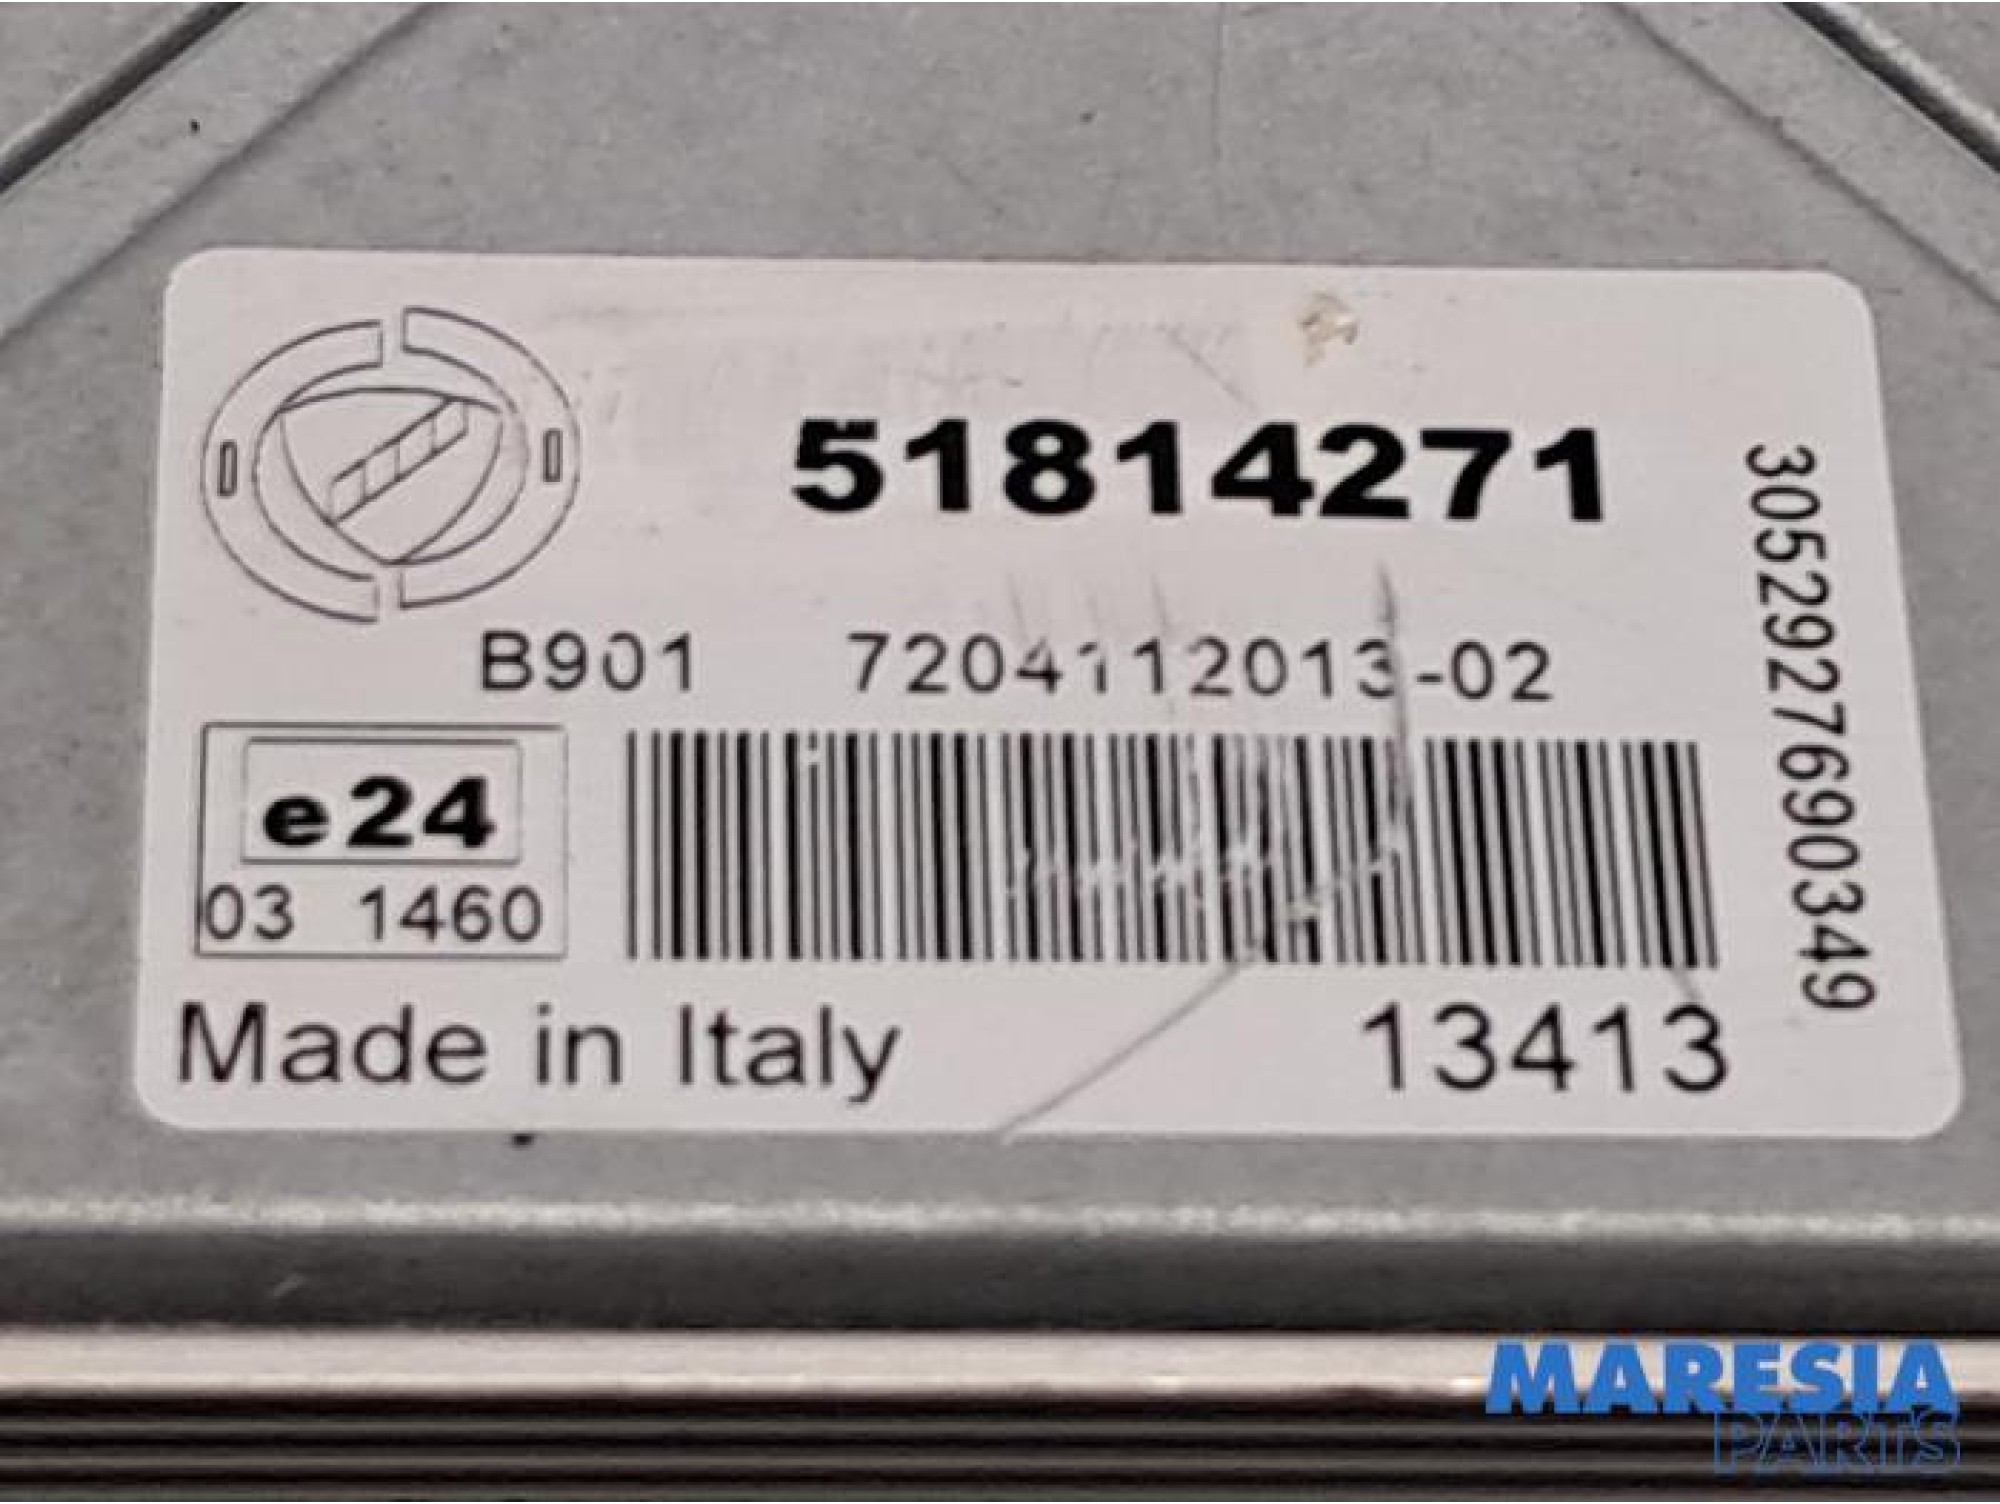 51814271
B901 7204112013-02
e24
03 1460
Made in Italy 13413
3052927690349
MARESIA
PARTS